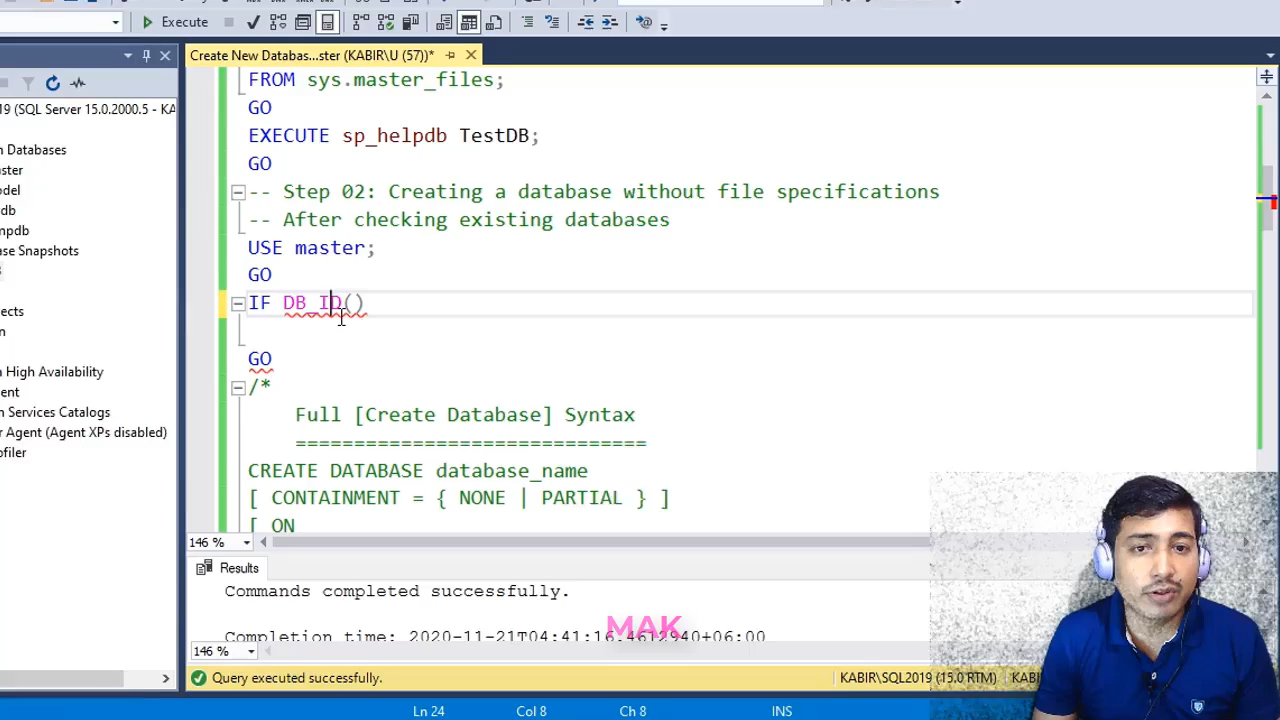 Execute
Create New Databas...ster (KABIR\U (57))*
19 (SQL Server 15.0.2000.5 - KA
n Databases
ster
odel
db
mpdb
ase Snapshots
ects
n High Availability
ent
n Services Catalogs
r Agent (Agent XPs disabled)
ofiler
FROM sys.master_files;
GO
EXECUTE sp_helpdb TestDB;
GO
-- Step 02: Creating a database without file specifications
-- After checking existing databases
USE master;
GO
IF DB_ID()
GO
/*
Full [Create Database] Syntax
==============================
CREATE DATABASE database_name
[ CONTAINMENT = { NONE | PARTIAL } ]
[ ON
146 %
Results
Commands completed successfully.
Completion time: 2020-11-21T04:41:16.4612940+06:00
MAK
146 %
Query executed successfully.
KABIR\SQL2019 (15.0 RTM)
KABI
Ln 24
Col 8
Ch 8
INS